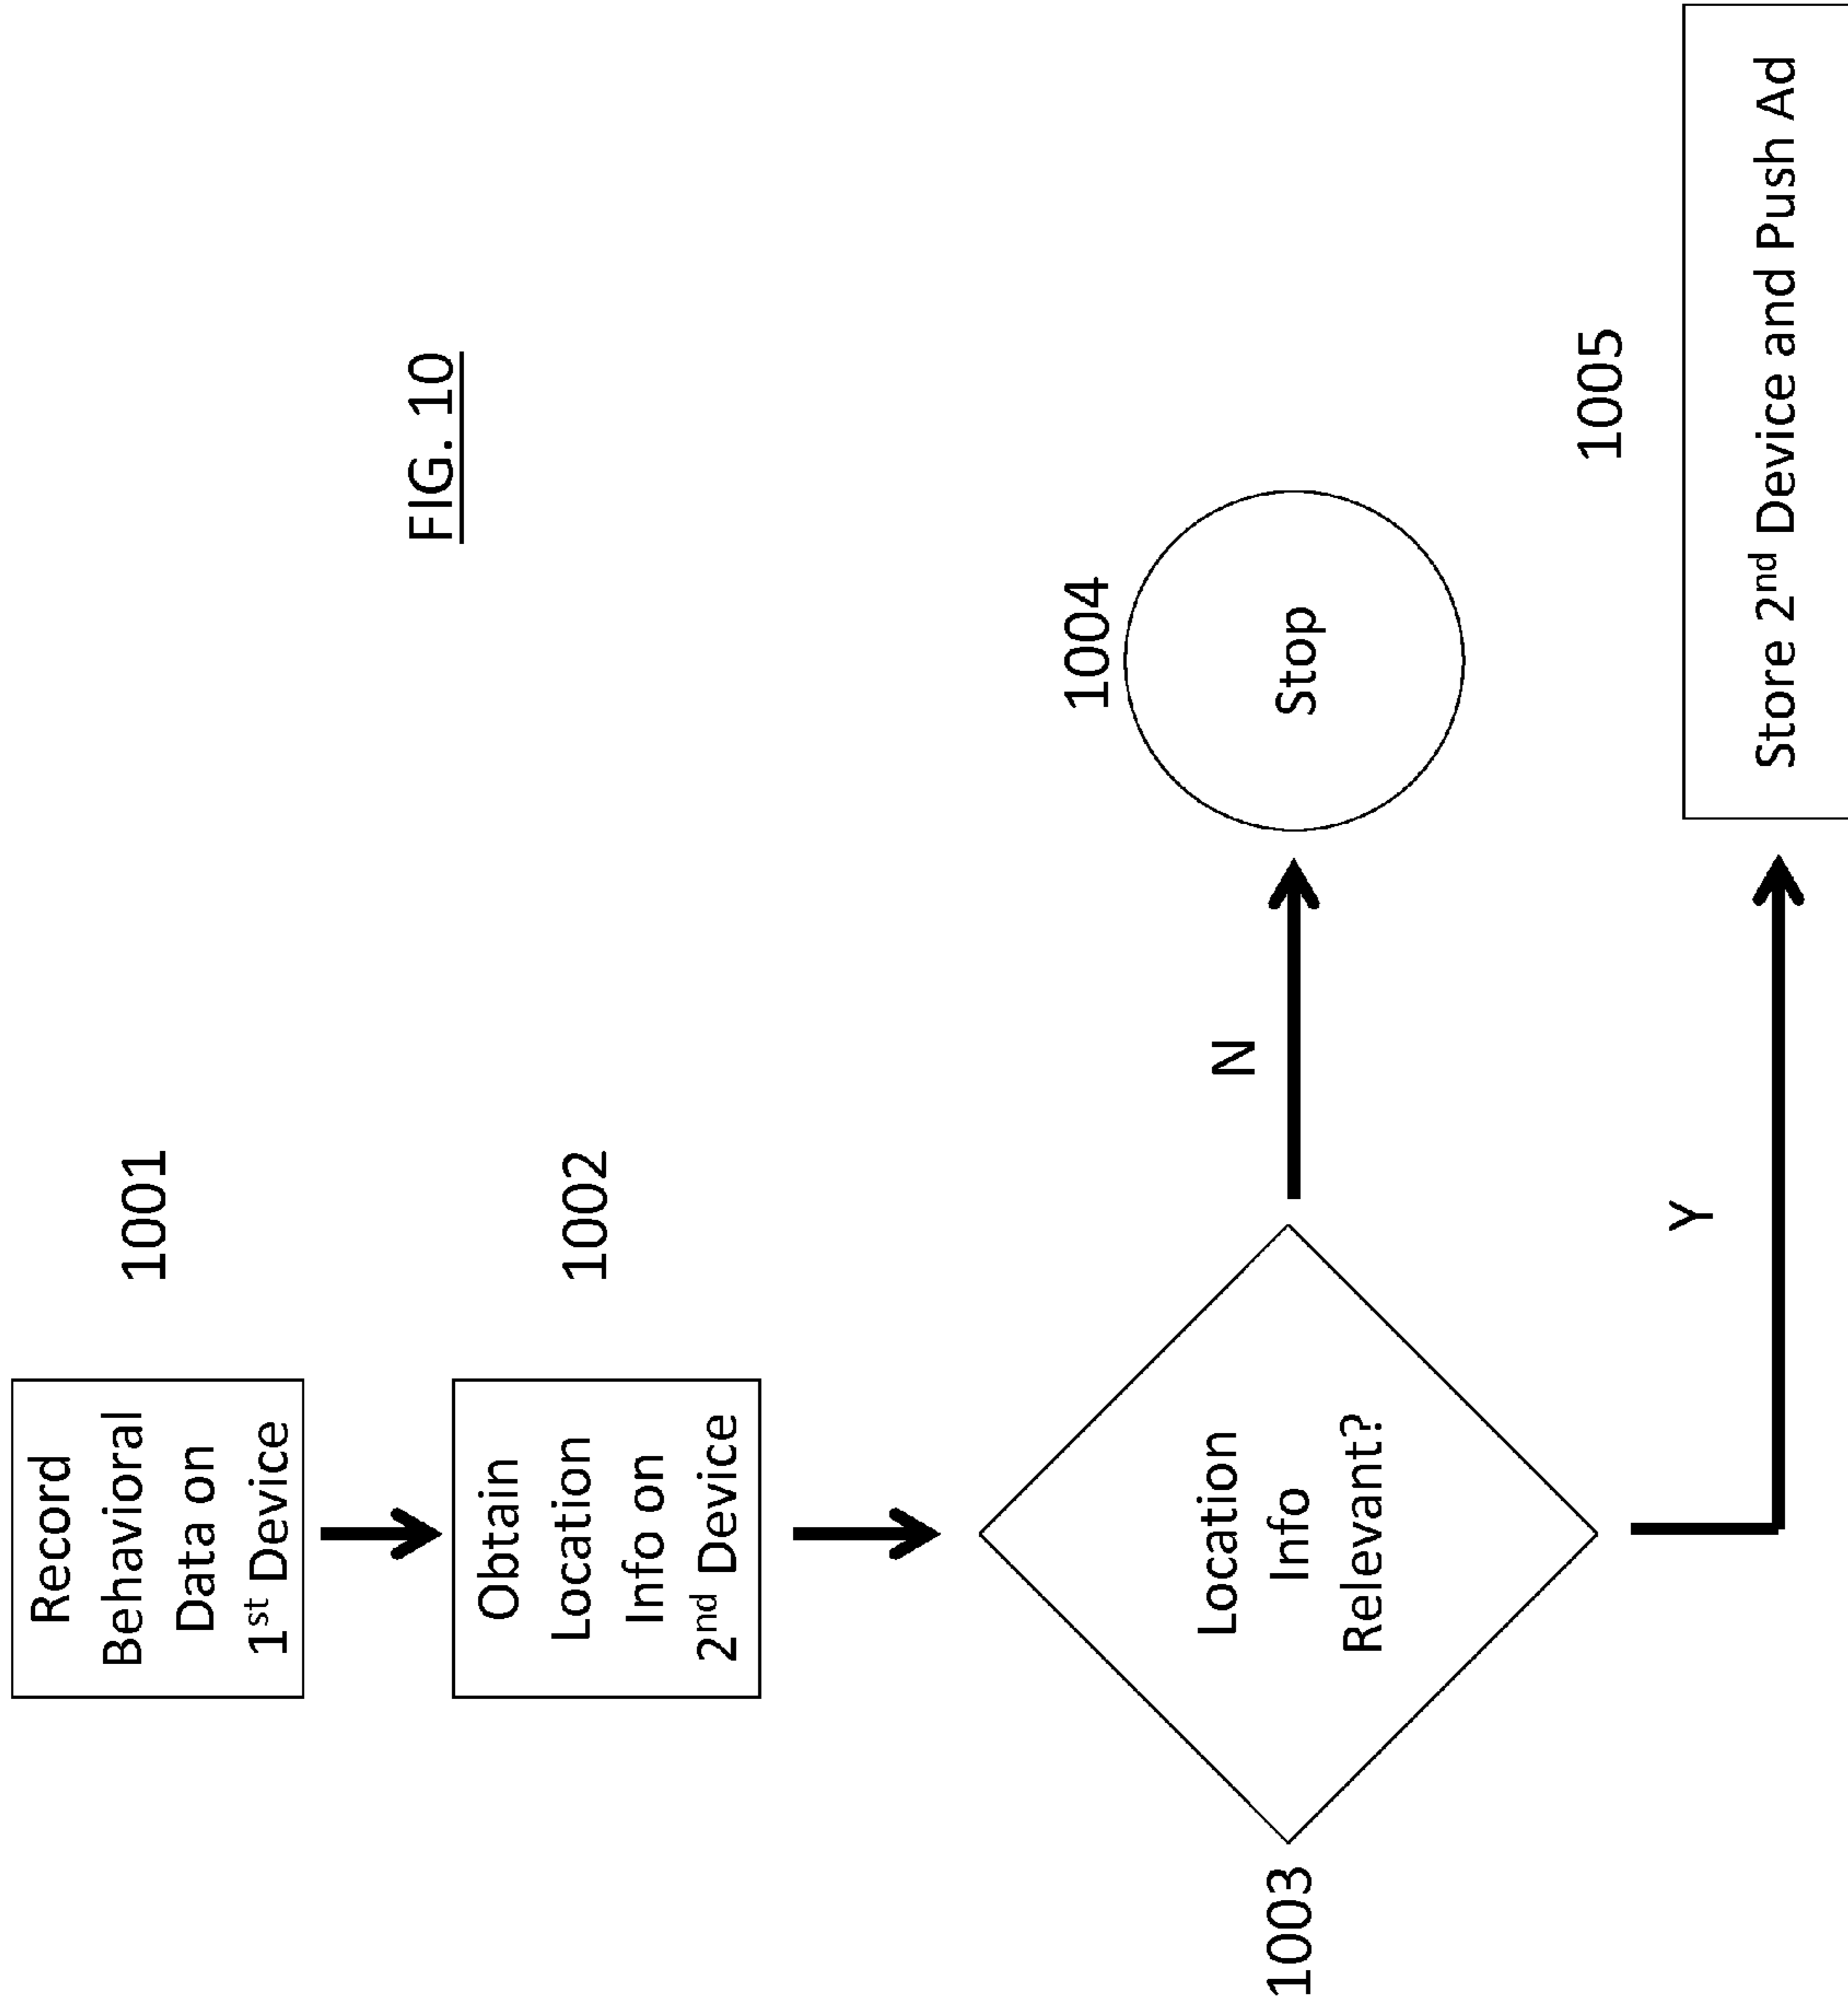 FIG. 10
Record
Behavioral
Data on
1st Device
1001
Obtain
Location
Info on
2nd Device
1002
1003
Location
Info
Relevant?
N
1004
Stop
Y
1005
Store 2nd Device and Push Ad